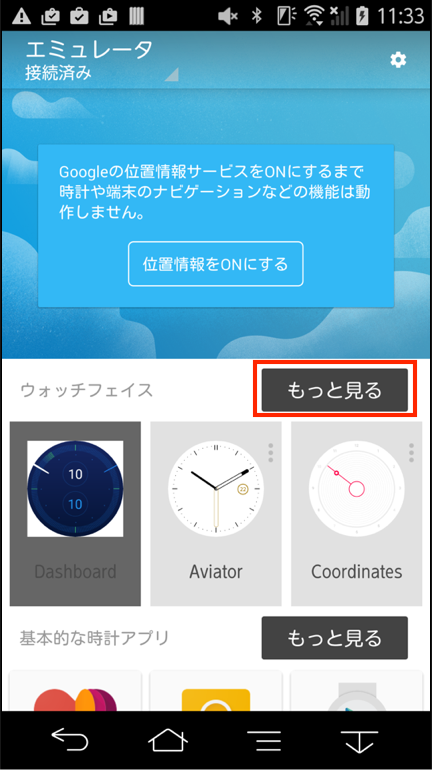 11:33
エミュレータ
接続済み
Googleの位置情報サービスをONにするまで
時計や端末のナビゲーションなどの機能は動
作しません。
位置情報をONにする
ウォッチフェイス
もっと見る
10
10
22
Dashboard
Aviator
Coordinates
基本的な時計アプリ
もっと見る